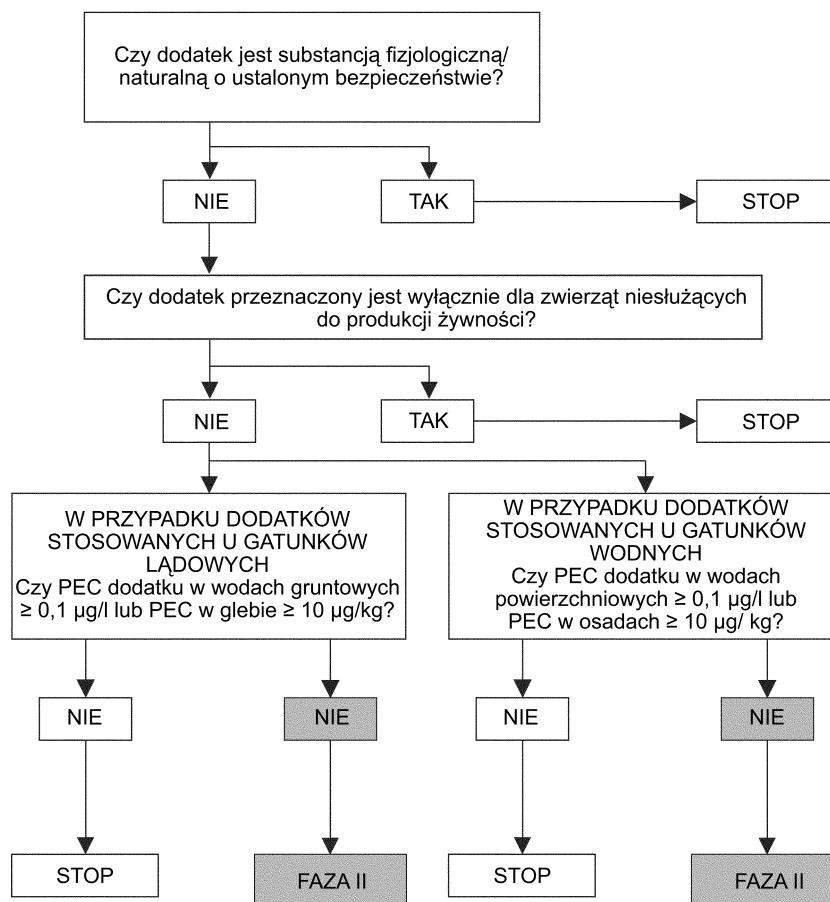 Czy dodatek jest substancją fizjologiczną/
naturalną o ustalonym bezpieczeństwie?
NIE
TAK
STOP
Czy dodatek przeznaczony jest wyłącznie dla zwierząt niesłużących
do produkcji żywności?
NIE
TAK
STOP
W PRZYPADKU DODATKÓW
STOSOWANYCH U GATUNKÓW
LĄDOWYCH
Czy PEC dodatku w wodach gruntowych
≥ 0,1 µg/l lub PEC w glebie ≥ 10 µg/kg?
W PRZYPADKU DODATKÓW
STOSOWANYCH U GATUNKÓW
WODNYCH
Czy PEC dodatku w wodach
powierzchniowych ≥ 0,1 µg/l lub
PEC w osadach ≥ 10 µg/ kg?
NIE
NIE
NIE
NIE
STOP
FAZA II
STOP
FAZA II